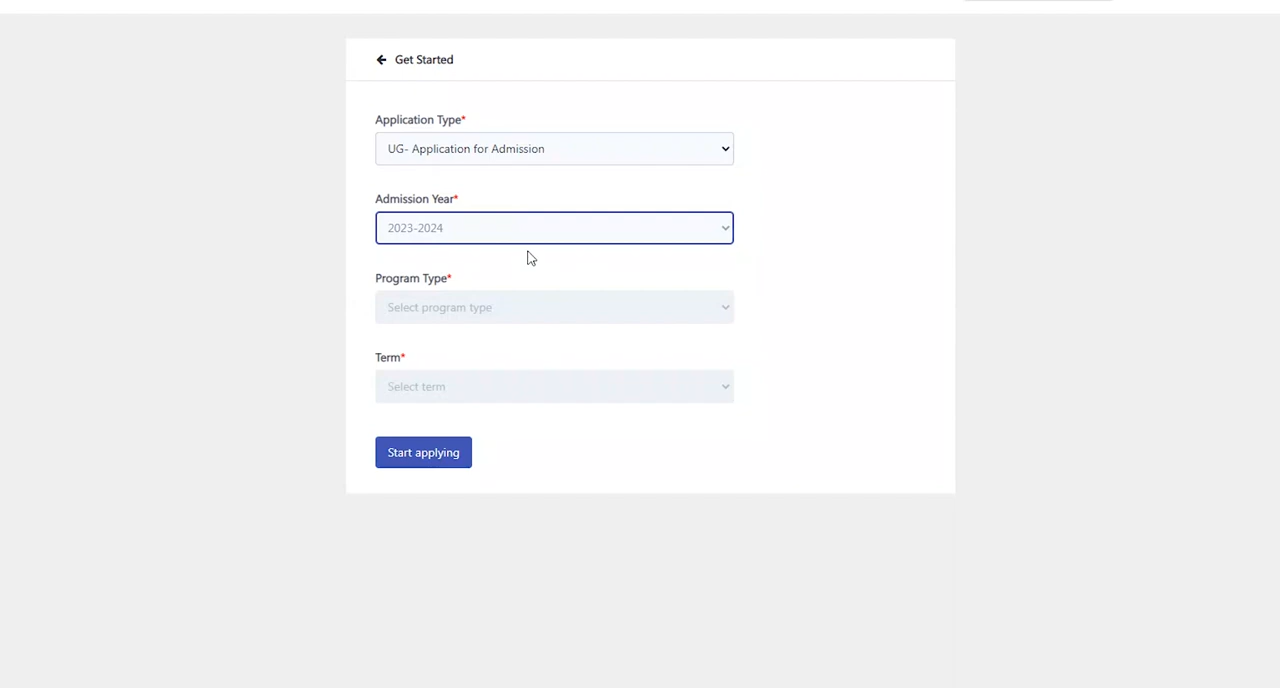 Get Started
Application Type*
UG- Application for Admission
Admission Year*
2023-2024
Program Type*
Select program type
Term*
Select term
Start applying